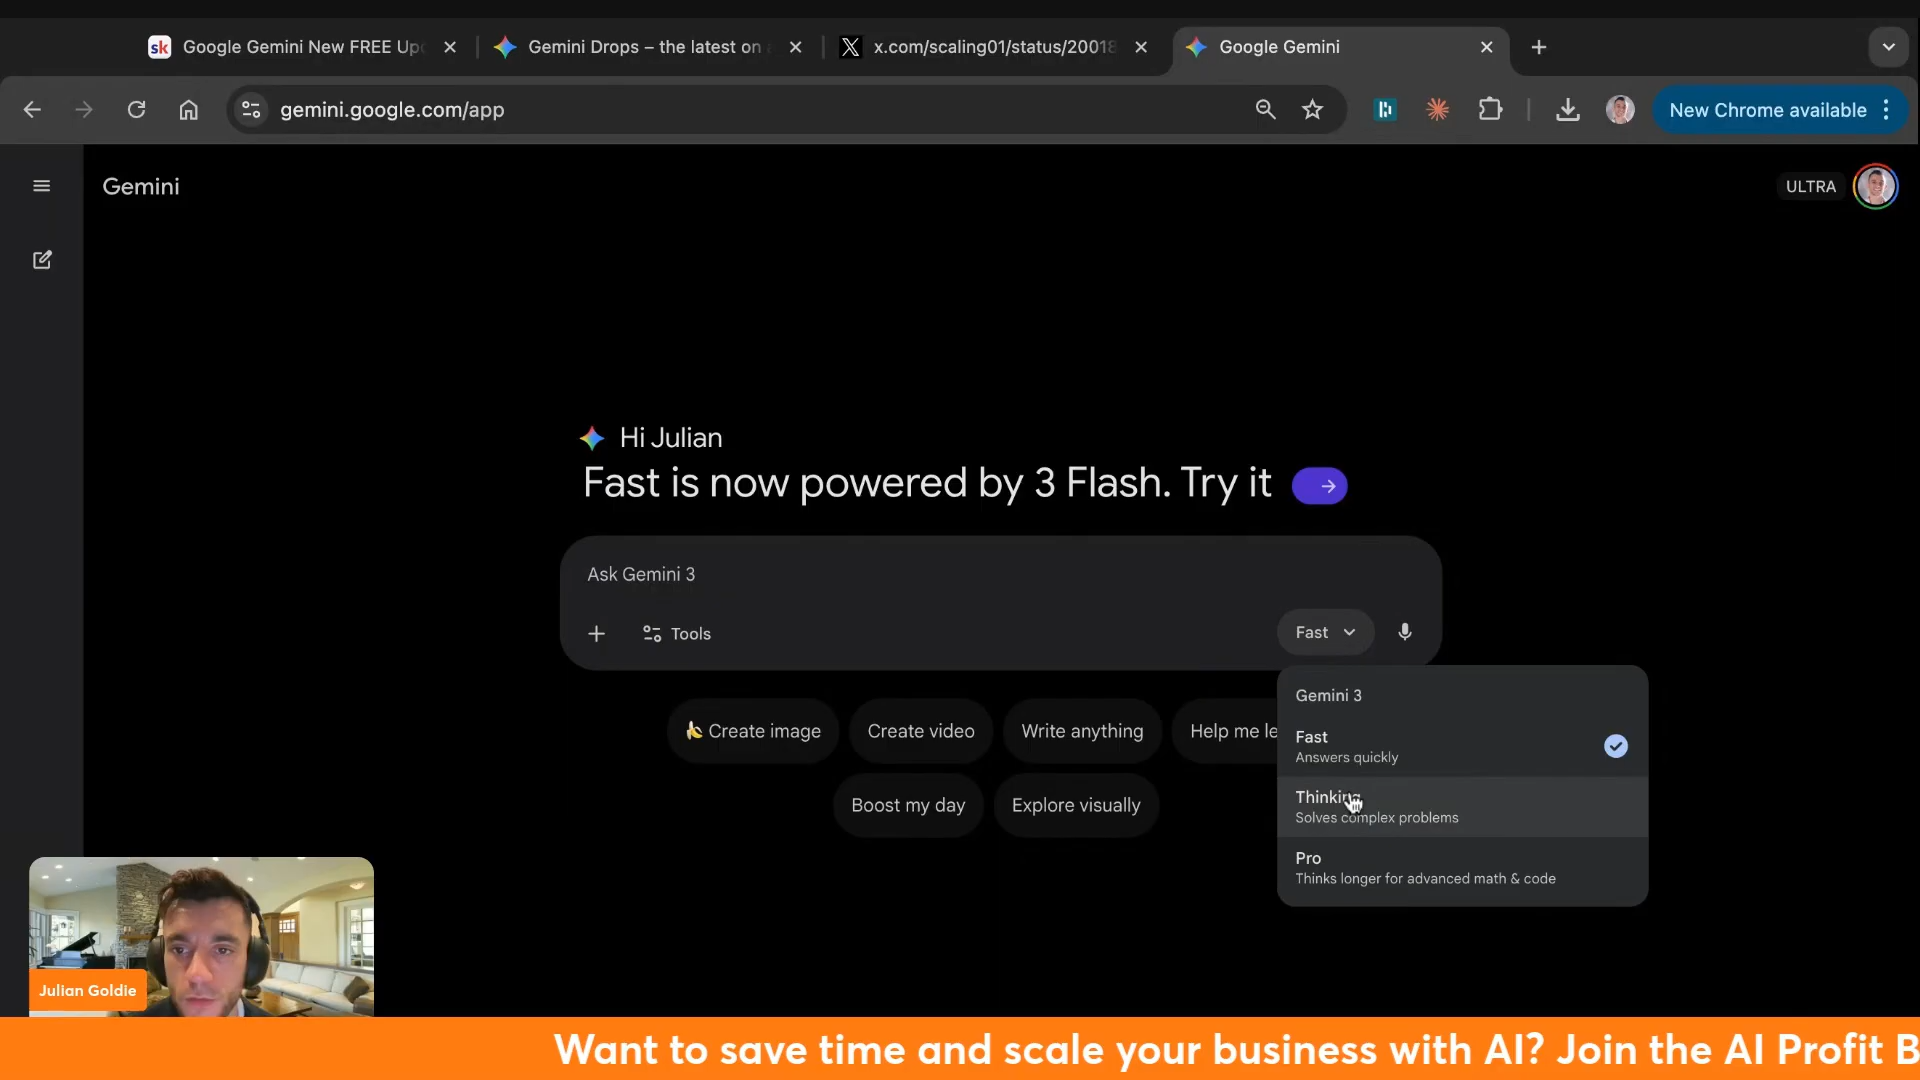 sk Google Gemini New FREE Up
Gemini Drops – the latest on
x.com/scaling01/status/2001
Google Gemini
gemini.google.com/app
New Chrome available
Gemini
ULTRA
Hi Julian
Fast is now powered by 3 Flash. Try it
Ask Gemini 3
Tools
Fast
Create image
Create video
Write anything
Help me le
Boost my day
Explore visually
Gemini 3
Fast
Answers quickly
Thinking
Solves complex problems
Pro
Thinks longer for advanced math & code
Julian Goldie
Want to save time and scale your business with AI? Join the AI Profit B